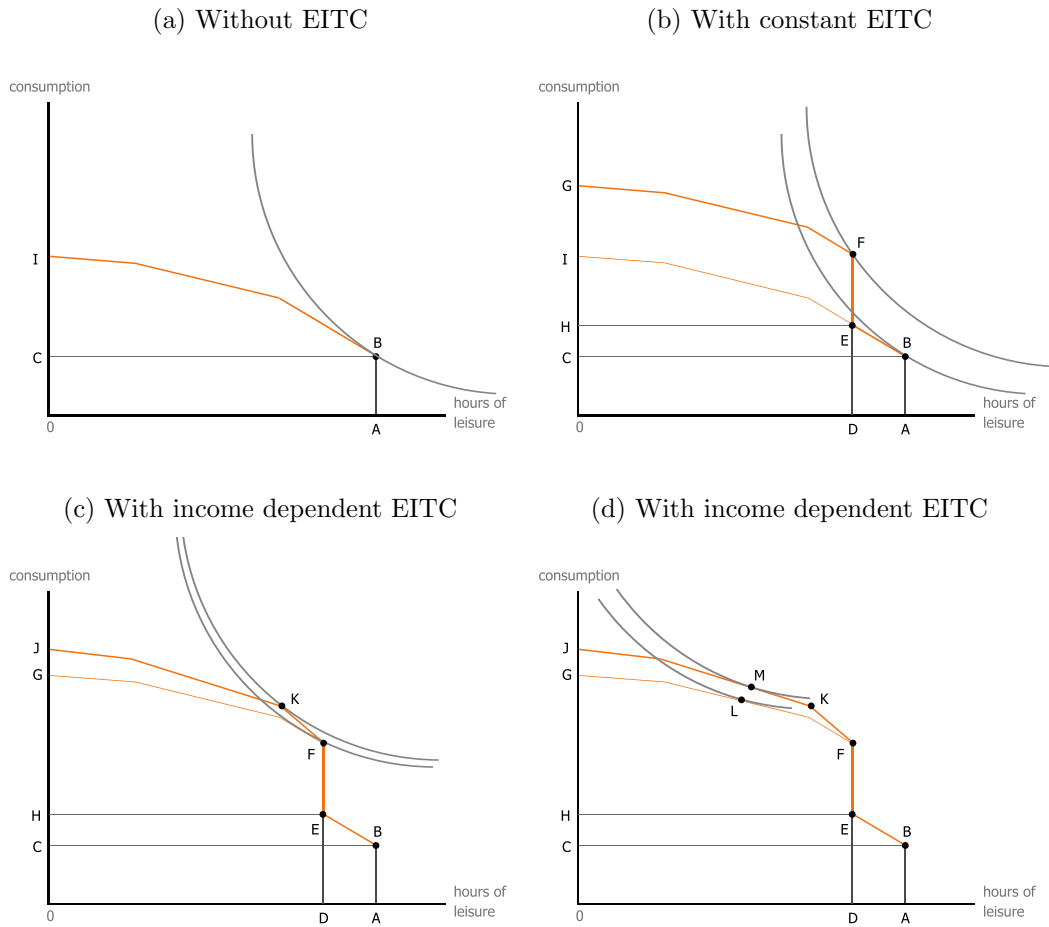 (a) Without EITC
(b) With constant EITC
consumption
I
C
B
0
A
hours of
leisure
consumption
G
I
H
C
F
E
B
0
D
A
hours of
leisure
(c) With income dependent EITC
(d) With income dependent EITC
consumption
J
G
H
C
K
F
E
B
0
D
A
hours of
leisure
consumption
J
G
H
C
M
L
K
F
E
B
0
D
A
hours of
leisure